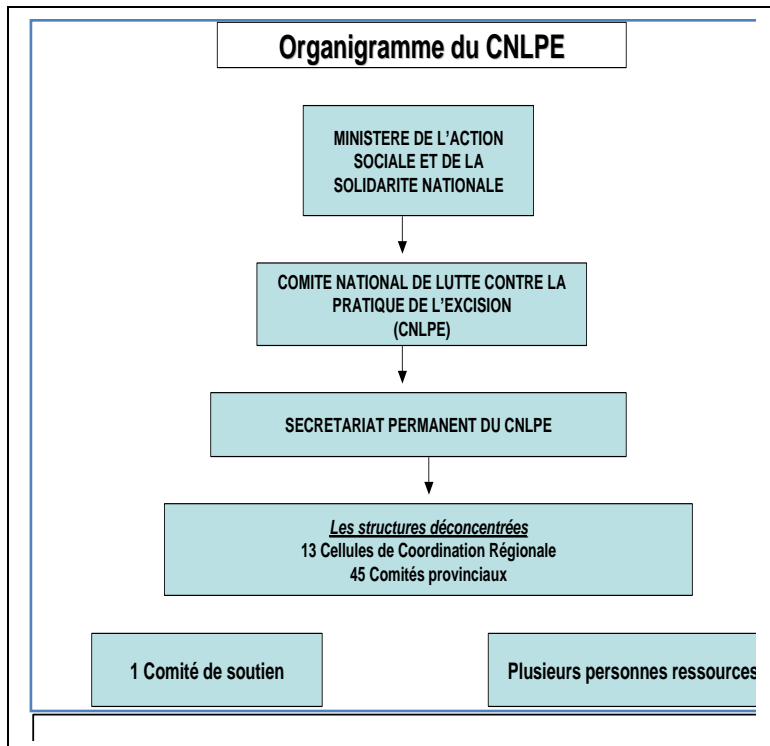 Organigramme du CNLPE
MINISTERE DE L’ACTION
SOCIALE ET DE LA
SOLIDARITE NATIONALE
COMITE NATIONAL DE LUTTE CONTRE LA
PRATIQUE DE L’EXCISION
(CNLPE)
SECRETARIAT PERMANENT DU CNLPE
Les structures déconcentrées
13 Cellules de Coordination Régionale
45 Comités provinciaux
1 Comité de soutien
Plusieurs personnes ressources